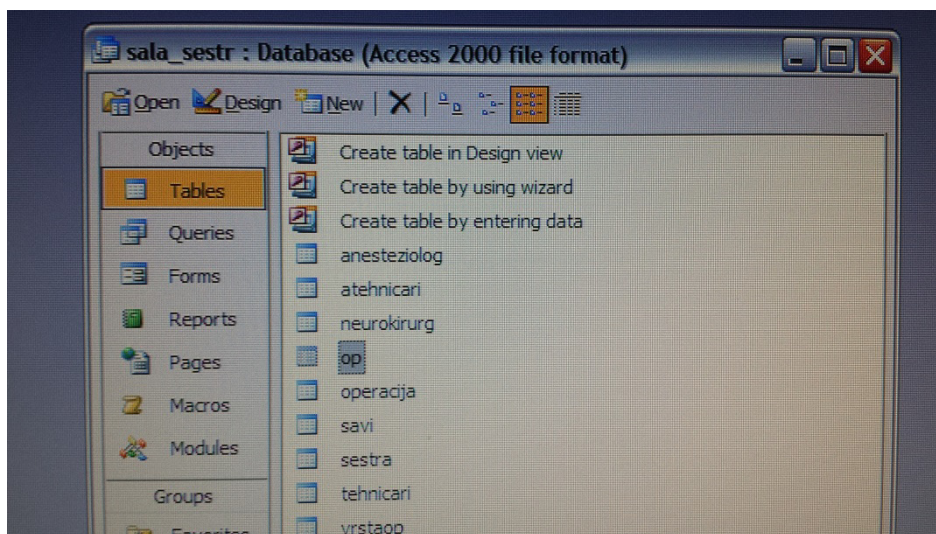 sala_sestr : Database (Access 2000 file format)
Open Design New
Objects
Tables
Queries
Forms
Reports
Pages
Macros
Modules
Groups
Favorites
Create table in Design view
Create table by using wizard
Create table by entering data
anesteziolog
atehnicari
neurokirurg
op
operacija
savi
sestra
tehnicari
vrstaop